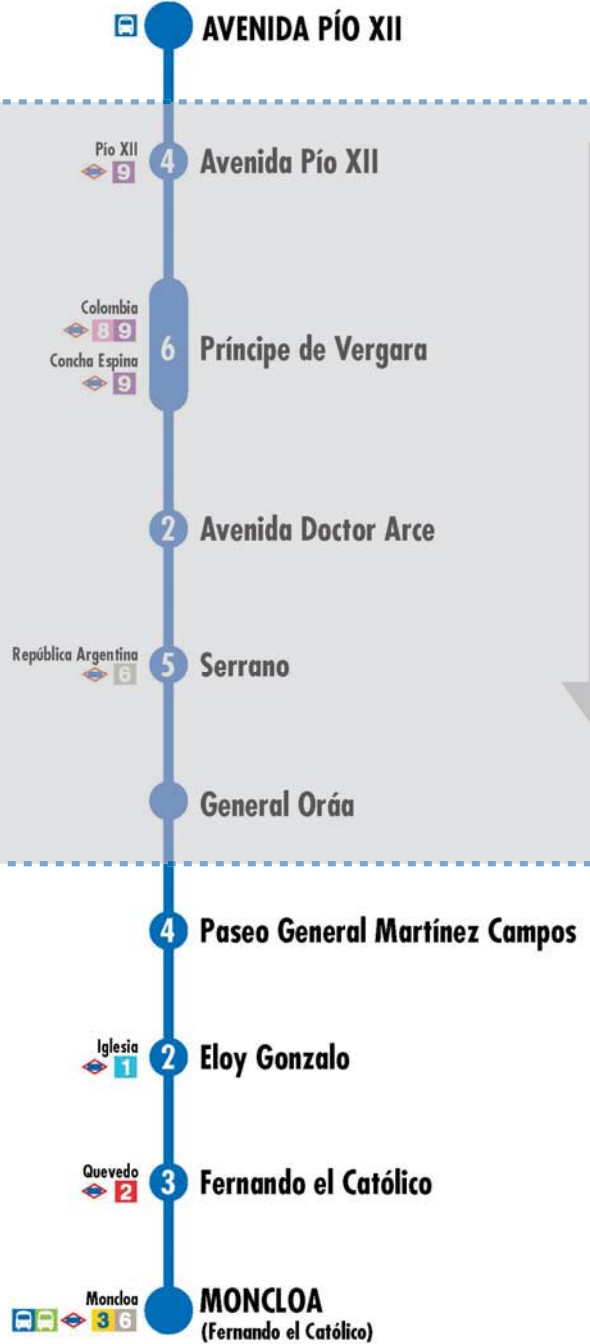 AVENIDA PÍO XII
Pío XII
9
4
Avenida Pío XII
Colombia
8 9
Concha Espina
9
6
Príncipe de Vergara
2
Avenida Doctor Arce
República Argentina
6
5
Serrano
General Oráa
4
Paseo General Martínez Campos
Iglesia
1
2
Eloy Gonzalo
Quevedo
2
3
Fernando el Católico
Moncloa
3 6
MONCLOA
(Fernando el Católico)